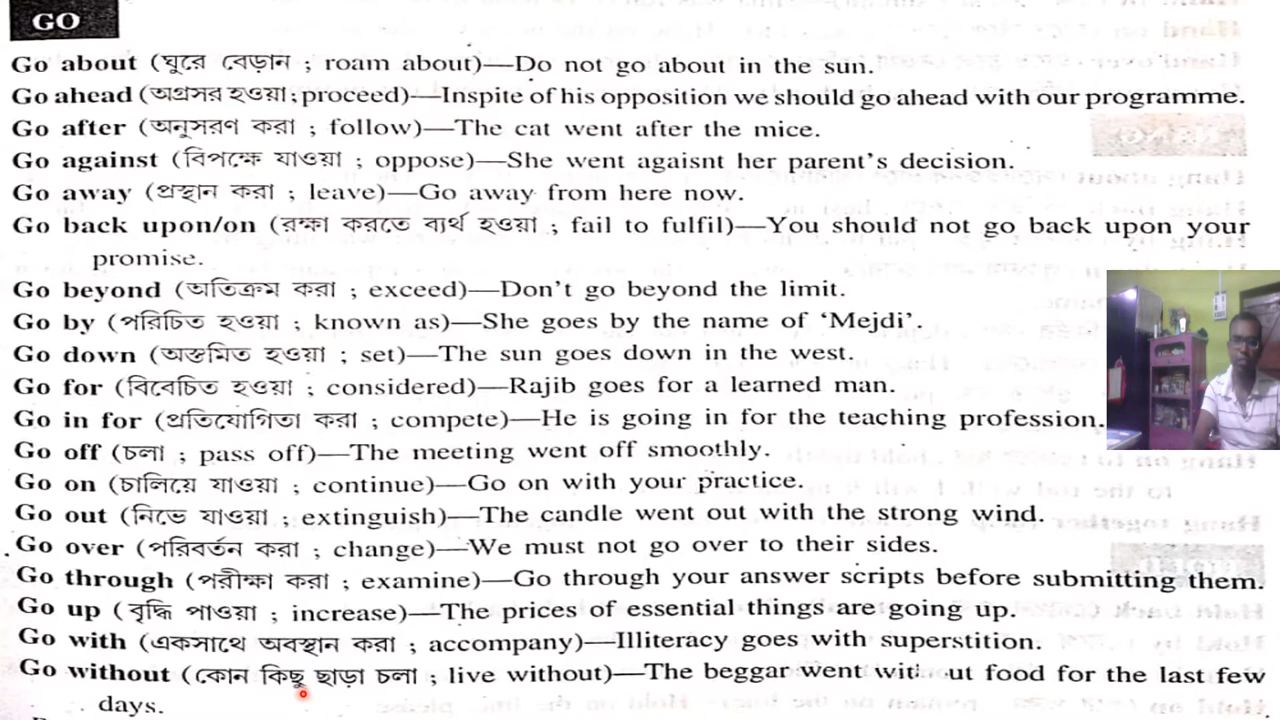 GO
Go about (ঘুরে বেড়ান ; roam about)—Do not go about in the sun.
Go ahead (অগ্রসর হওয়া ; proceed)—Inspite of his opposition we should go ahead with our programme.
Go after (অনুসরণ করা ; follow)—The cat went after the mice.
Go against (বিপক্ষে যাওয়া ; oppose)—She went agaisnt her parent's decision.
Go away (প্রস্থান করা ; leave)—Go away from here now.
Go back upon/on (রক্ষা করতে ব্যর্থ হওয়া ; fail to fulfil)—You should not go back upon your
promise.
Go beyond (অতিক্রম করা ; exceed)—Don't go beyond the limit.
Go by (পরিচিত হওয়া ; known as)—She goes by the name of 'Mejdi'.
Go down (অস্তমিত হওয়া ; set)—The sun goes down in the west.
Go for (বিবেচিত হওয়া ; considered)—Rajib goes for a learned man.
Go in for (প্রতিযোগিতা করা ; compete)—He is going in for the teaching profession.
Go off (চলা ; pass off)—The meeting went off smoothly.
Go on (চালিয়ে যাওয়া ; continue)—Go on with your practice.
Go out (নিভে যাওয়া ; extinguish)—The candle went out with the strong wind.
Go over (পরিবর্তন করা ; change)—We must not go over to their sides.
Go through (পরীক্ষা করা ; examine)—Go through your answer scripts before submitting them.
Go up (বৃদ্ধি পাওয়া ; increase)—The prices of essential things are going up.
Go with (একসাথে অবস্থান করা ; accompany)—Illiteracy goes with superstition.
Go without (কোন কিছু ছাড়া চলা ; live without)—The beggar went without food for the last few
days.